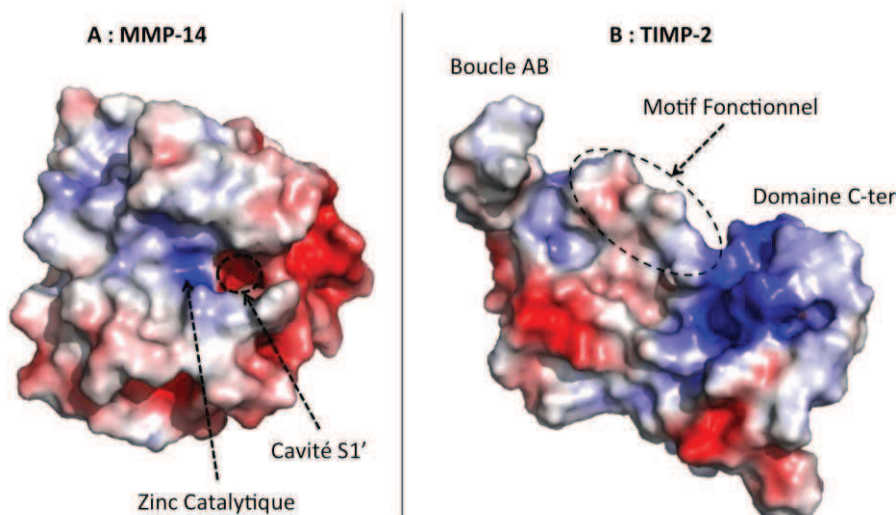 A : MMP-14
Zinc Catalytique
Cavité S1'
B : TIMP-2
Boucle AB
Motif Fonctionnel
Domaine C-ter